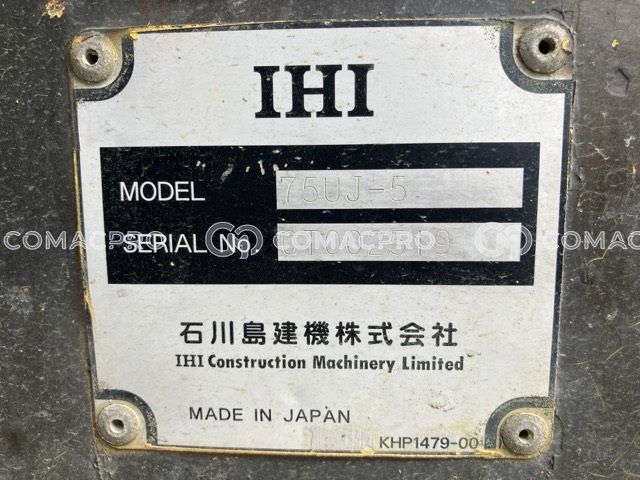 IHI
MODEL 75UJ-5
SERIAL No.
COMACPRO COMACPRO COMACPRO
石川島建機株式会社
IHI Construction Machinery Limited
MADE IN JAPAN
KHP1479-00